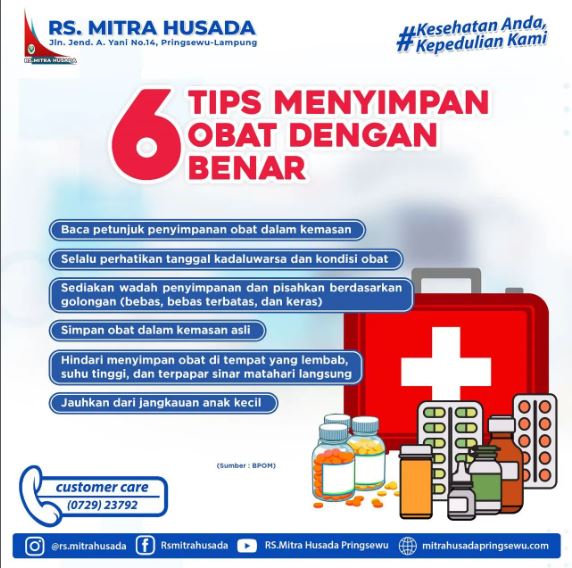 RS. MITRA HUSADA
Jln. Jend. A. Yani No.14, Pringsewu-Lampung
RS.MITRA HUSADA
#Kesehatan Anda,
Kepedulian Kami
6 TIPS MENYIMPAN
OBAT DENGAN
BENAR
Baca petunjuk penyimpanan obat dalam kemasan
Selalu perhatikan tanggal kadaluwarsa dan kondisi obat
Sediakan wadah penyimpanan dan pisahkan berdasarkan
golongan (bebas, bebas terbatas, dan keras)
Simpan obat dalam kemasan asli
Hindari menyimpan obat di tempat yang lembab,
suhu tinggi, dan terpapar sinar matahari langsung
Jauhkan dari jangkauan anak kecil
(Sumber : BPOM)
customer care
(0729) 23792
@rs.mitrahusada
Rsmitrahusada
RS.Mitra Husada Pringsewu
mitrahusadapringsewu.com